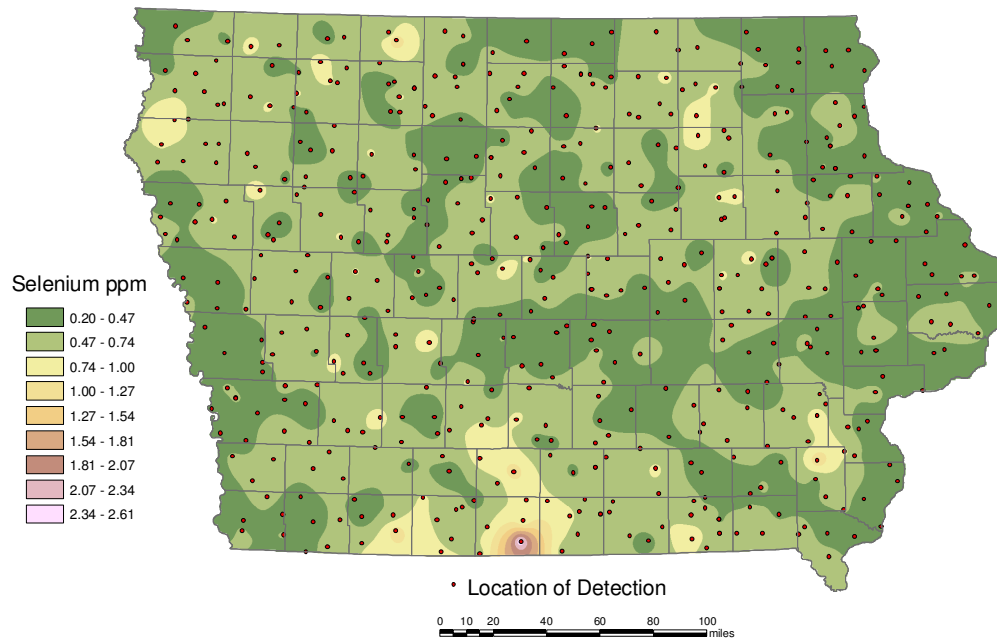 Selenium ppm
0.20 - 0.47
0.47 - 0.74
0.74 - 1.00
1.00 - 1.27
1.27 - 1.54
1.54 - 1.81
1.81 - 2.07
2.07 - 2.34
2.34 - 2.61
Location of Detection
0 10 20 40 60 80 100
miles